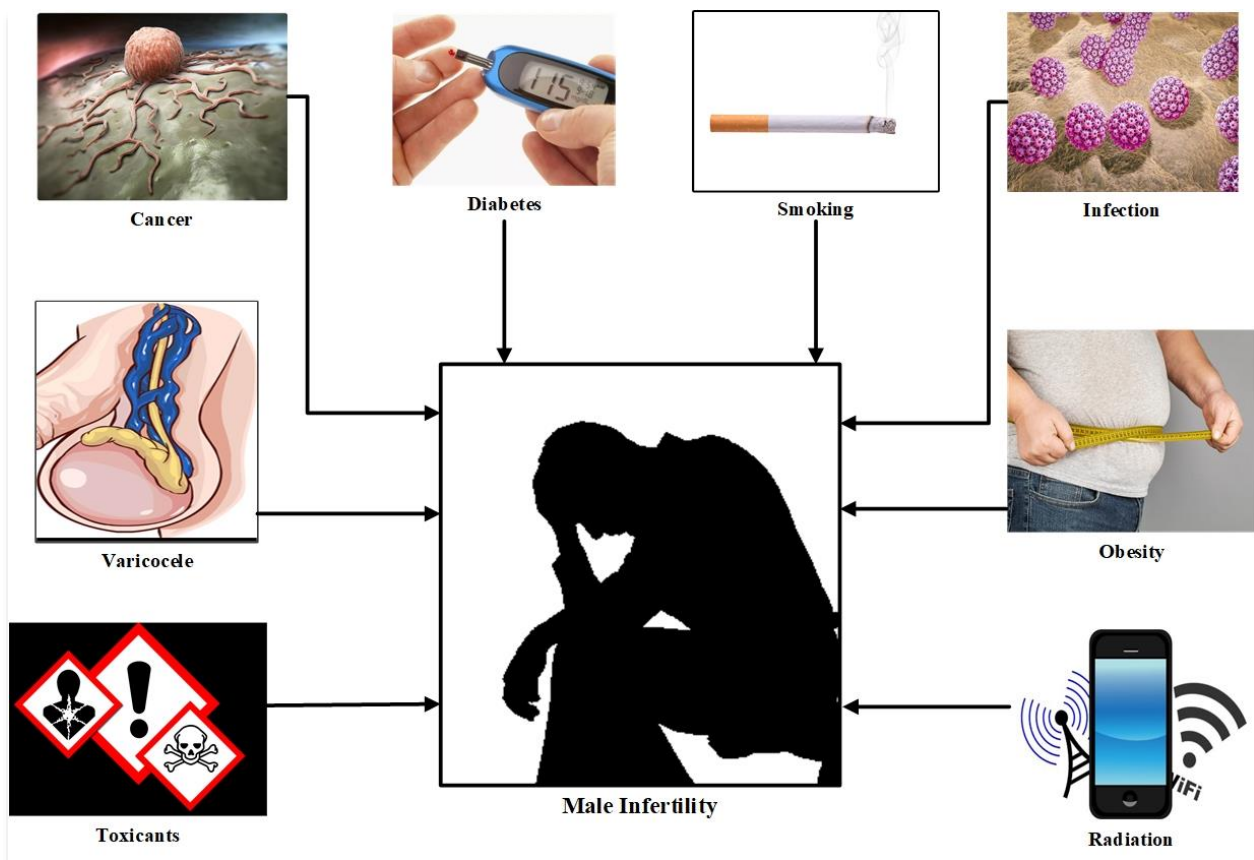 115
Cancer
Diabetes
Smoking
Infection
Varicocele
Obesity
Toxicants
Male Infertility
WiFi
Radiation